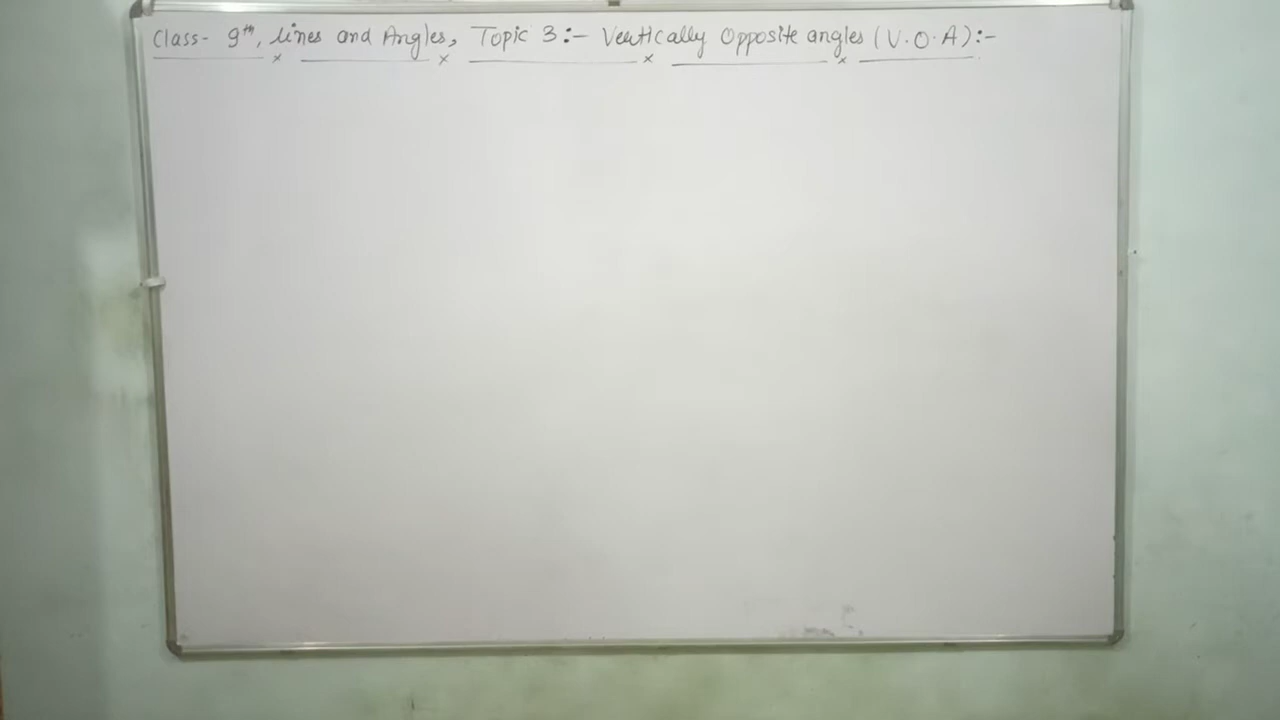 Class- 9th, Lines and Angles, Topic 3:- Vertically Opposite angles (V.O.A):-